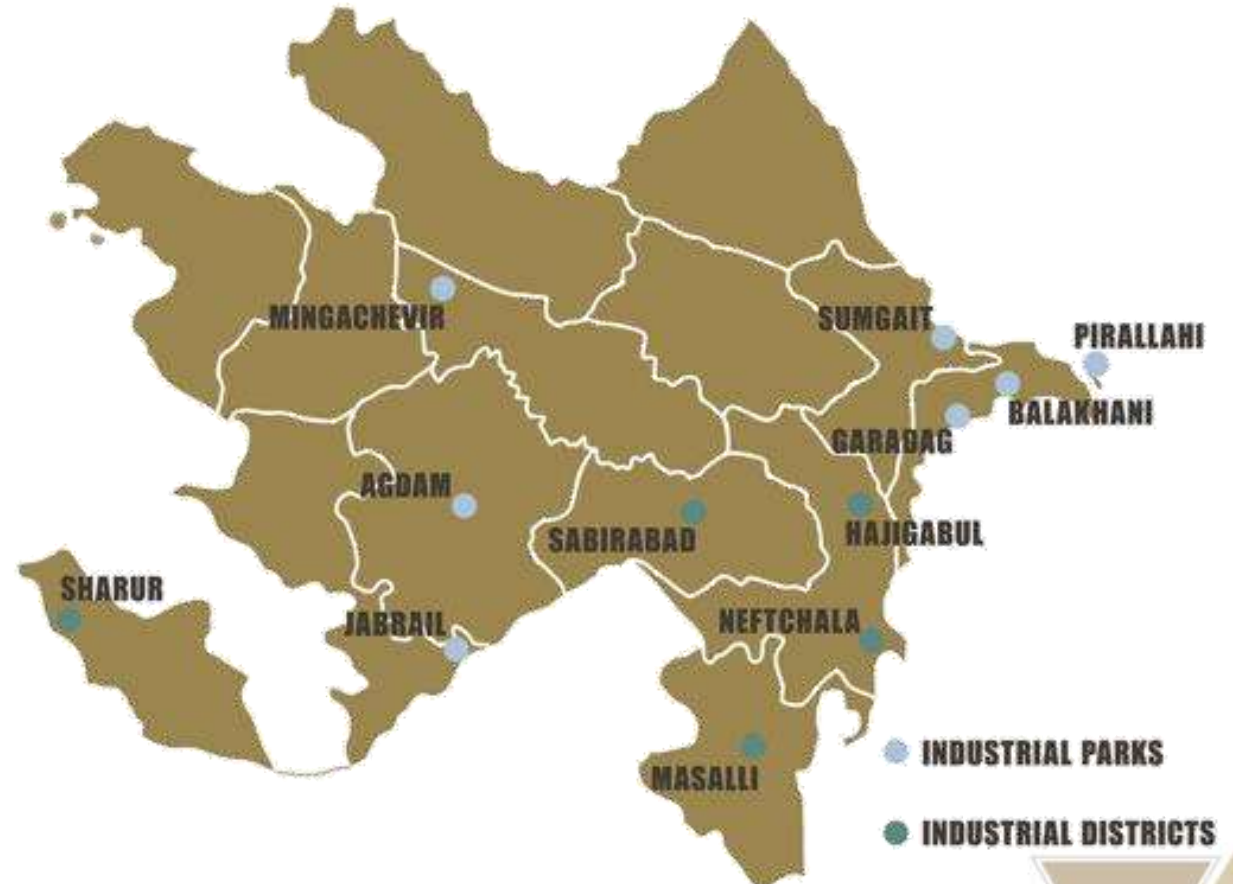 MINGACHEVIR
SUMGAIT
PIRALLAHI
BALAKHANI
GARADAG
AGDAM
SABIRABAD
HAJIGABUL
SHARUR
JABRAIL
NEFTCHALA
MASALLI
INDUSTRIAL PARKS
INDUSTRIAL DISTRICTS